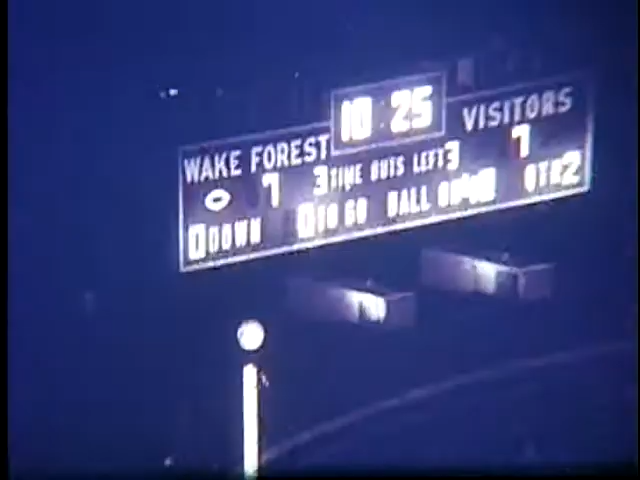 10:25
WAKE FOREST VISITORS
7 3 TIME OUTS LEFT 3 7
0 DOWN 0 TO GO BALL ON QTR 2